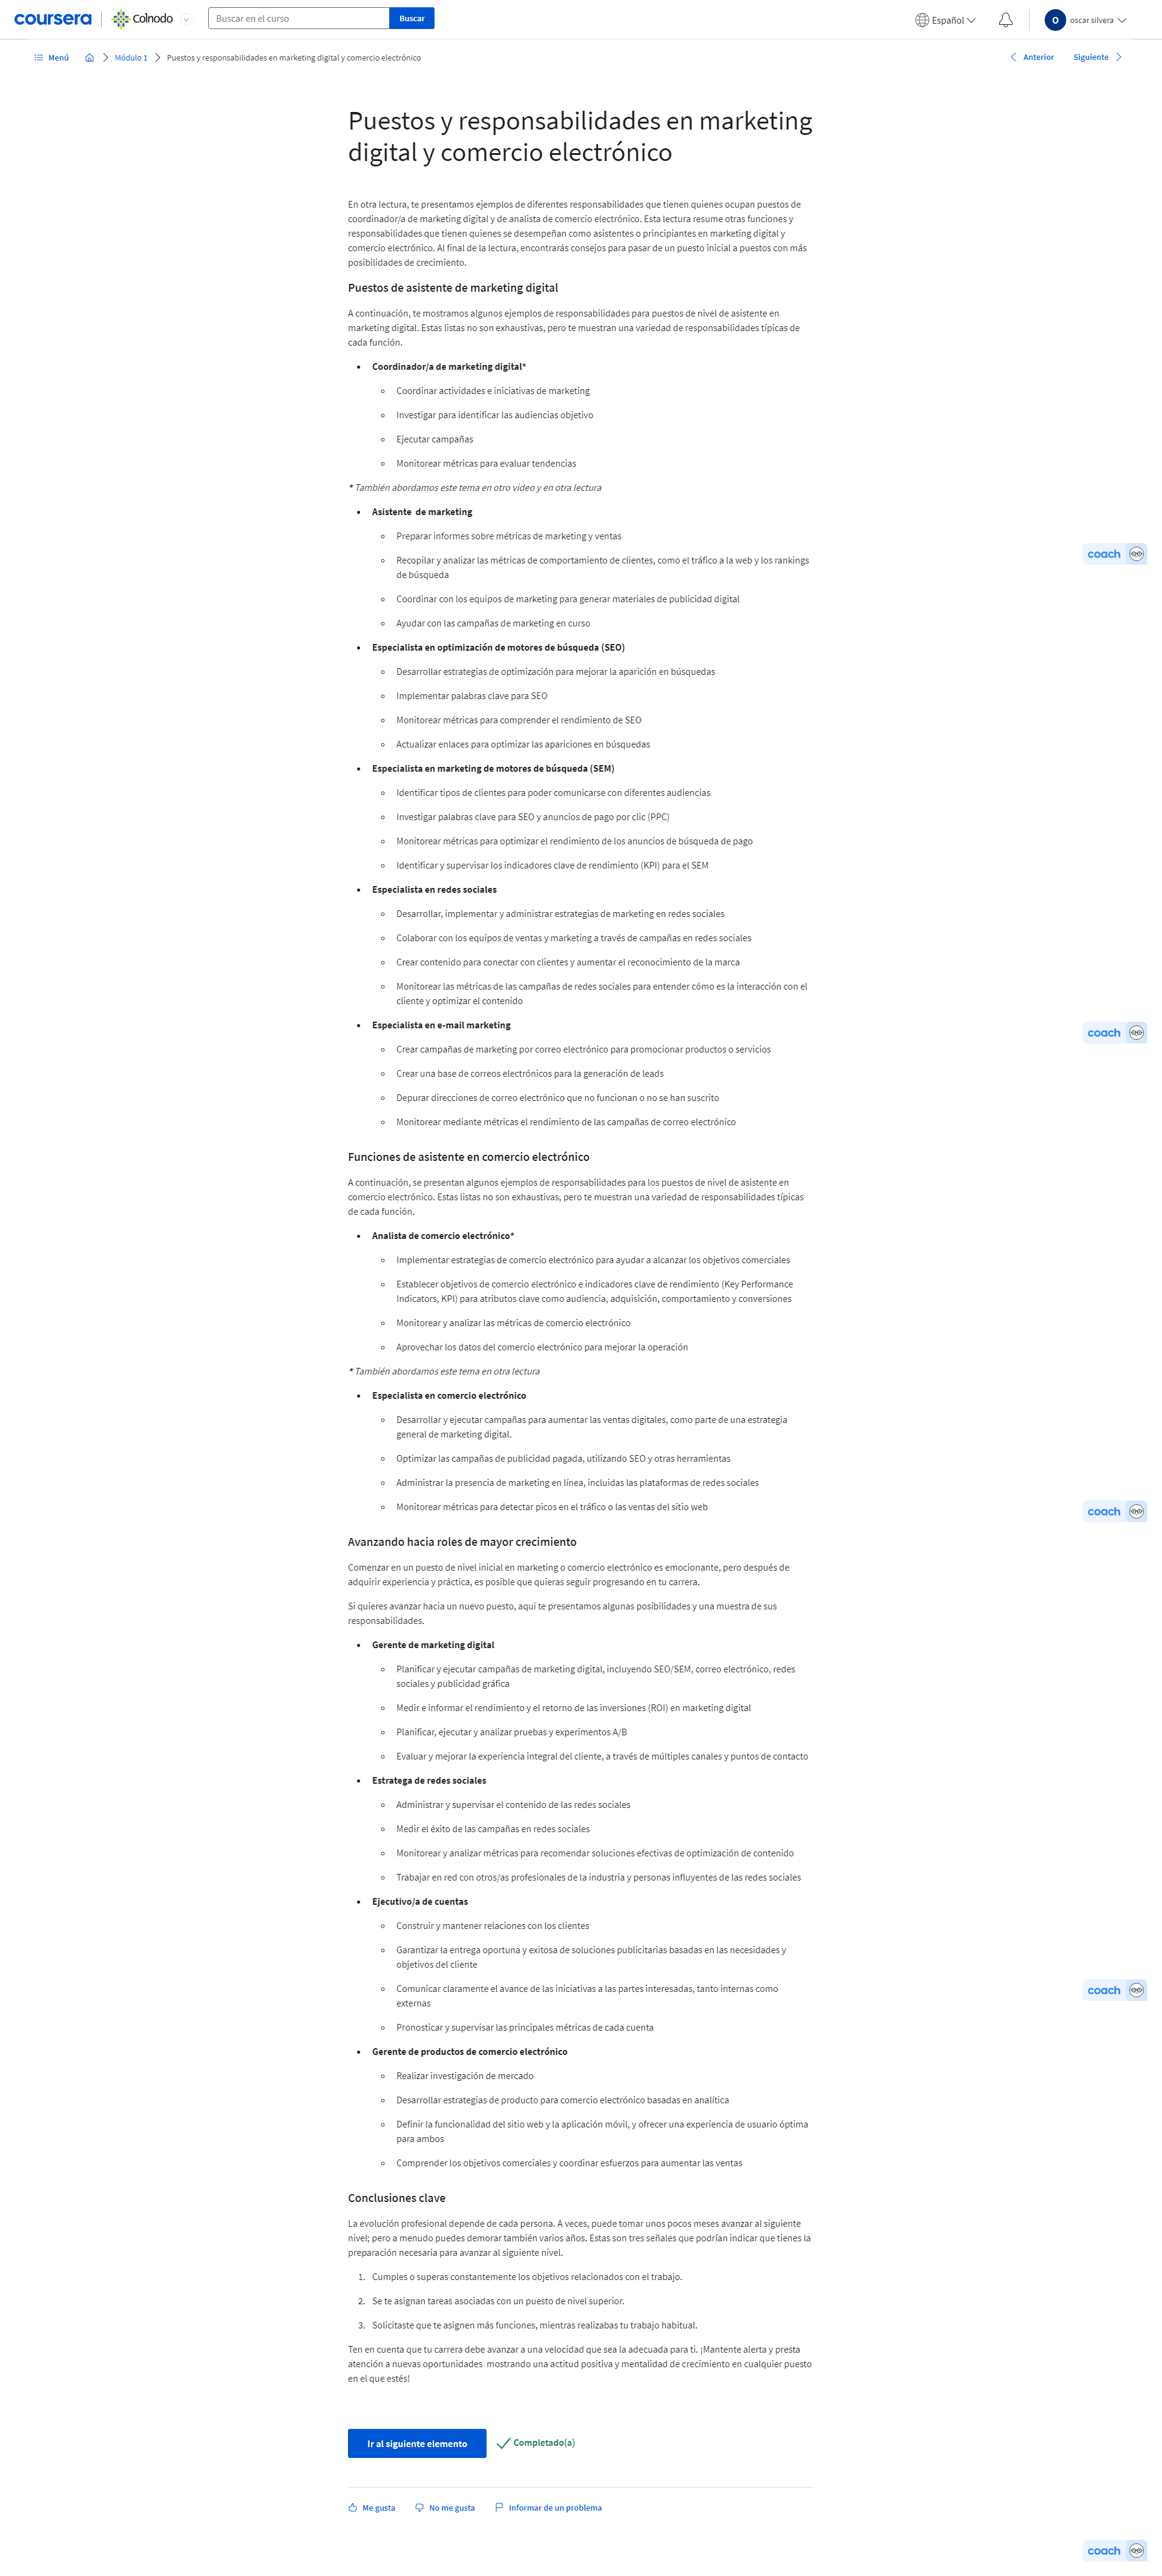 coursera
Colnodo
Buscar en el curso
Buscar
Español
O
oscar silvera
Menú
Módulo 1
Puestos y responsabilidades en marketing digital y comercio electrónico
Anterior
Siguiente
Puestos y responsabilidades en marketing
digital y comercio electrónico
En otra lectura, te presentamos ejemplos de diferentes responsabilidades que tienen quienes ocupan puestos de
coordinador/a de marketing digital y de analista de comercio electrónico. Esta lectura resume otras funciones y
responsabilidades que tienen quienes se desempeñan como asistentes o principiantes en marketing digital y
comercio electrónico. Al final de la lectura, encontrarás consejos para pasar de un puesto inicial a puestos con más
posibilidades de crecimiento.
Puestos de asistente de marketing digital
A continuación, te mostramos algunos ejemplos de responsabilidades para puestos de nivel de asistente en
marketing digital. Estas listas no son exhaustivas, pero te muestran una variedad de responsabilidades típicas de
cada función.
• Coordinador/a de marketing digital*
○ Coordinar actividades e iniciativas de marketing
○ Investigar para identificar las audiencias objetivo
○ Ejecutar campañas
○ Monitorear métricas para evaluar tendencias
* También abordamos este tema en otro video y en otra lectura
• Asistente de marketing
○ Preparar informes sobre métricas de marketing y ventas
○ Recopilar y analizar las métricas de comportamiento de clientes, como el tráfico a la web y los rankings
de búsqueda
○ Coordinar con los equipos de marketing para generar materiales de publicidad digital
○ Ayudar con las campañas de marketing en curso
coach
• Especialista en optimización de motores de búsqueda (SEO)
○ Desarrollar estrategias de optimización para mejorar la aparición en búsquedas
○ Implementar palabras clave para SEO
○ Monitorear métricas para comprender el rendimiento de SEO
○ Actualizar enlaces para optimizar las apariciones en búsquedas
• Especialista en marketing de motores de búsqueda (SEM)
○ Identificar tipos de clientes para poder comunicarse con diferentes audiencias
○ Investigar palabras clave para SEO y anuncios de pago por clic (PPC)
○ Monitorear métricas para optimizar el rendimiento de los anuncios de búsqueda de pago
○ Identificar y supervisar los indicadores clave de rendimiento (KPI) para el SEM
• Especialista en redes sociales
○ Desarrollar, implementar y administrar estrategias de marketing en redes sociales
○ Colaborar con los equipos de ventas y marketing a través de campañas en redes sociales
○ Crear contenido para conectar con clientes y aumentar el reconocimiento de la marca
○ Monitorear las métricas de las campañas de redes sociales para entender cómo es la interacción con el
cliente y optimizar el contenido
• Especialista en e-mail marketing
coach
○ Crear campañas de marketing por correo electrónico para promocionar productos o servicios
○ Crear una base de correos electrónicos para la generación de leads
○ Depurar direcciones de correo electrónico que no funcionan o no se han suscrito
○ Monitorear mediante métricas el rendimiento de las campañas de correo electrónico
Funciones de asistente en comercio electrónico
A continuación, se presentan algunos ejemplos de responsabilidades para los puestos de nivel de asistente en
comercio electrónico. Estas listas no son exhaustivas, pero te muestran una variedad de responsabilidades típicas
de cada función.
• Analista de comercio electrónico*
○ Implementar estrategias de comercio electrónico para ayudar a alcanzar los objetivos comerciales
○ Establecer objetivos de comercio electrónico e indicadores clave de rendimiento (Key Performance
Indicators, KPI) para atributos clave como audiencia, adquisición, comportamiento y conversiones
○ Monitorear y analizar las métricas de comercio electrónico
○ Aprovechar los datos del comercio electrónico para mejorar la operación
* También abordamos este tema en otra lectura
• Especialista en comercio electrónico
○ Desarrollar y ejecutar campañas para aumentar las ventas digitales, como parte de una estrategia
general de marketing digital.
○ Optimizar las campañas de publicidad pagada, utilizando SEO y otras herramientas
○ Administrar la presencia de marketing en línea, incluidas las plataformas de redes sociales
○ Monitorear métricas para detectar picos en el tráfico o las ventas del sitio web
coach
Avanzando hacia roles de mayor crecimiento
Comenzar en un puesto de nivel inicial en marketing o comercio electrónico es emocionante, pero después de
adquirir experiencia y práctica, es posible que quieras seguir progresando en tu carrera.
Si quieres avanzar hacia un nuevo puesto, aquí te presentamos algunas posibilidades y una muestra de sus
responsabilidades.
• Gerente de marketing digital
○ Planificar y ejecutar campañas de marketing digital, incluyendo SEO/SEM, correo electrónico, redes
sociales y publicidad gráfica
○ Medir e informar el rendimiento y el retorno de las inversiones (ROI) en marketing digital
○ Planificar, ejecutar y analizar pruebas y experimentos A/B
○ Evaluar y mejorar la experiencia integral del cliente, a través de múltiples canales y puntos de contacto
• Estratega de redes sociales
○ Administrar y supervisar el contenido de las redes sociales
○ Medir el éxito de las campañas en redes sociales
○ Monitorear y analizar métricas para recomendar soluciones efectivas de optimización de contenido
○ Trabajar en red con otros/as profesionales de la industria y personas influyentes de las redes sociales
• Ejecutivo/a de cuentas
○ Construir y mantener relaciones con los clientes
○ Garantizar la entrega oportuna y exitosa de soluciones publicitarias basadas en las necesidades y
objetivos del cliente
○ Comunicar claramente el avance de las iniciativas a las partes interesadas, tanto internas como
externas
coach
○ Pronosticar y supervisar las principales métricas de cada cuenta
• Gerente de productos de comercio electrónico
○ Realizar investigación de mercado
○ Desarrollar estrategias de producto para comercio electrónico basadas en analítica
○ Definir la funcionalidad del sitio web y la aplicación móvil, y ofrecer una experiencia de usuario óptima
para ambos
○ Comprender los objetivos comerciales y coordinar esfuerzos para aumentar las ventas
Conclusiones clave
La evolución profesional depende de cada persona. A veces, puede tomar unos pocos meses avanzar al siguiente
nivel; pero a menudo puedes demorar también varios años. Estas son tres señales que podrían indicar que tienes la
preparación necesaria para avanzar al siguiente nivel.
1. Cumples o superas constantemente los objetivos relacionados con el trabajo.
2. Se te asignan tareas asociadas con un puesto de nivel superior.
3. Solicitaste que te asignen más funciones, mientras realizabas tu trabajo habitual.
Ten en cuenta que tu carrera debe avanzar a una velocidad que sea la adecuada para ti. ¡Mantente alerta y presta
atención a nuevas oportunidades mostrando una actitud positiva y mentalidad de crecimiento en cualquier puesto
en el que estés!
Ir al siguiente elemento
Completado(a)
Me gusta
No me gusta
Informar de un problema
coach